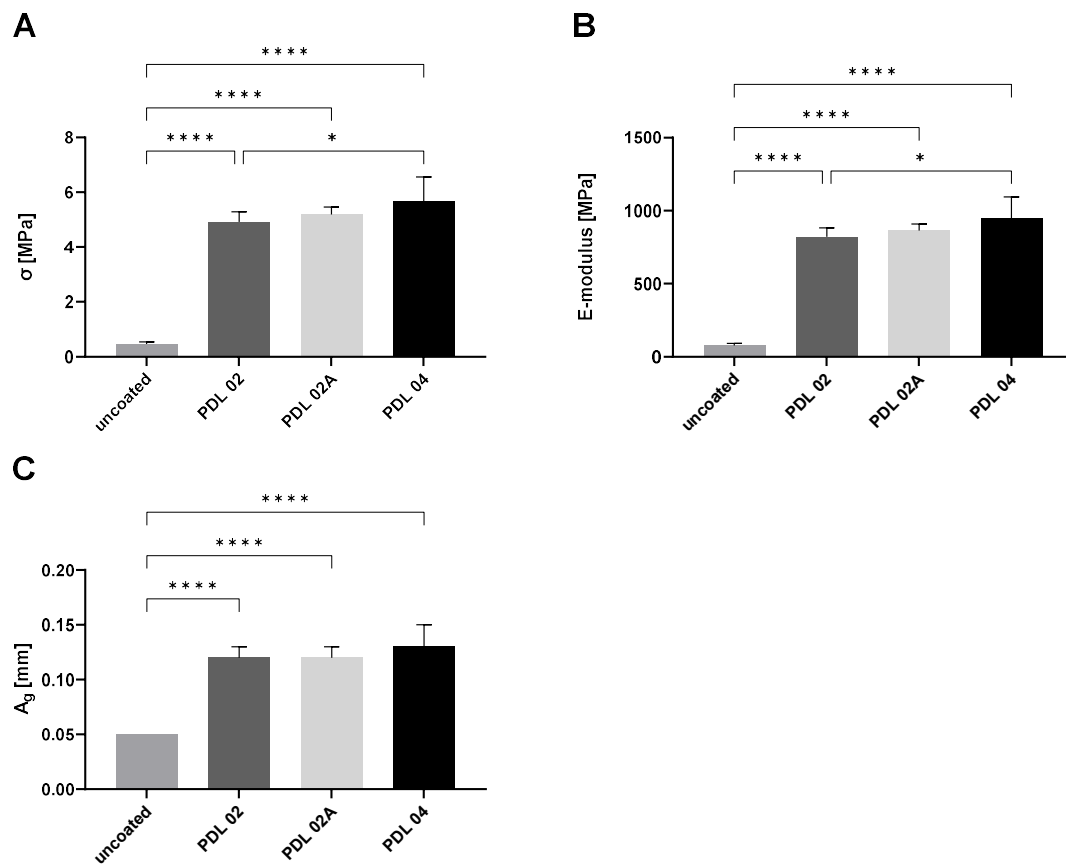 A
****
****
**** *
8
6
4
2
0
σ [MPa]
uncoated
PDL 02
PDL 02A
PDL 04
B
****
****
**** *
1500
1000
500
0
E-modulus [MPa]
uncoated
PDL 02
PDL 02A
PDL 04
C
****
****
****
0.20
0.15
0.10
0.05
0.00
Ag [mm]
uncoated
PDL 02
PDL 02A
PDL 04